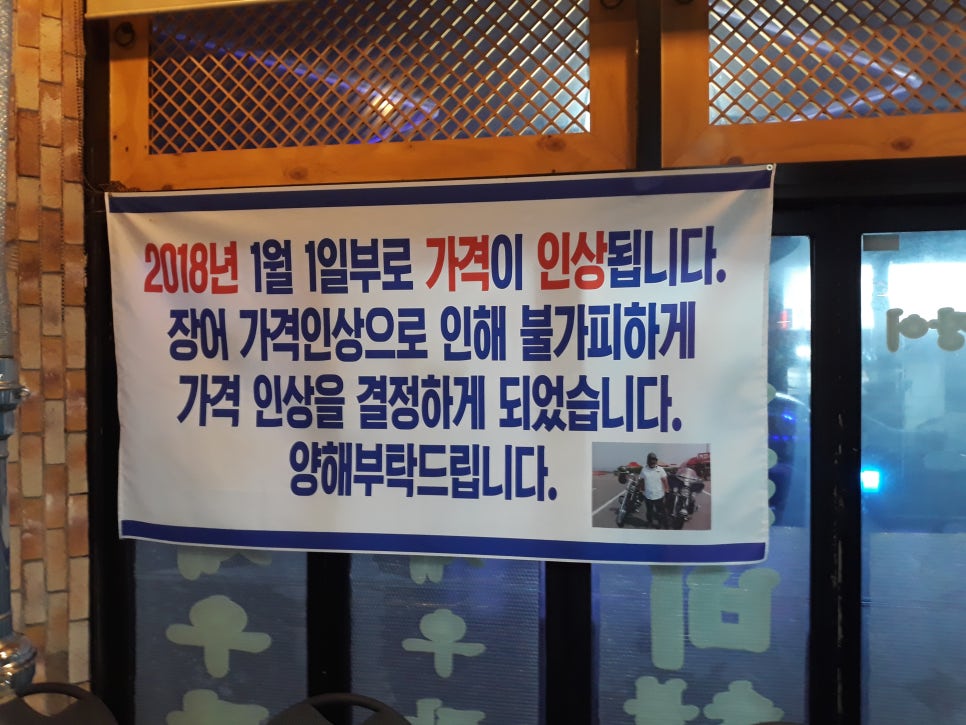 2018년 1월 1일부로 가격이 인상됩니다.
장어 가격인상으로 인해 불가피하게
가격 인상을 결정하게 되었습니다.
양해부탁드립니다.